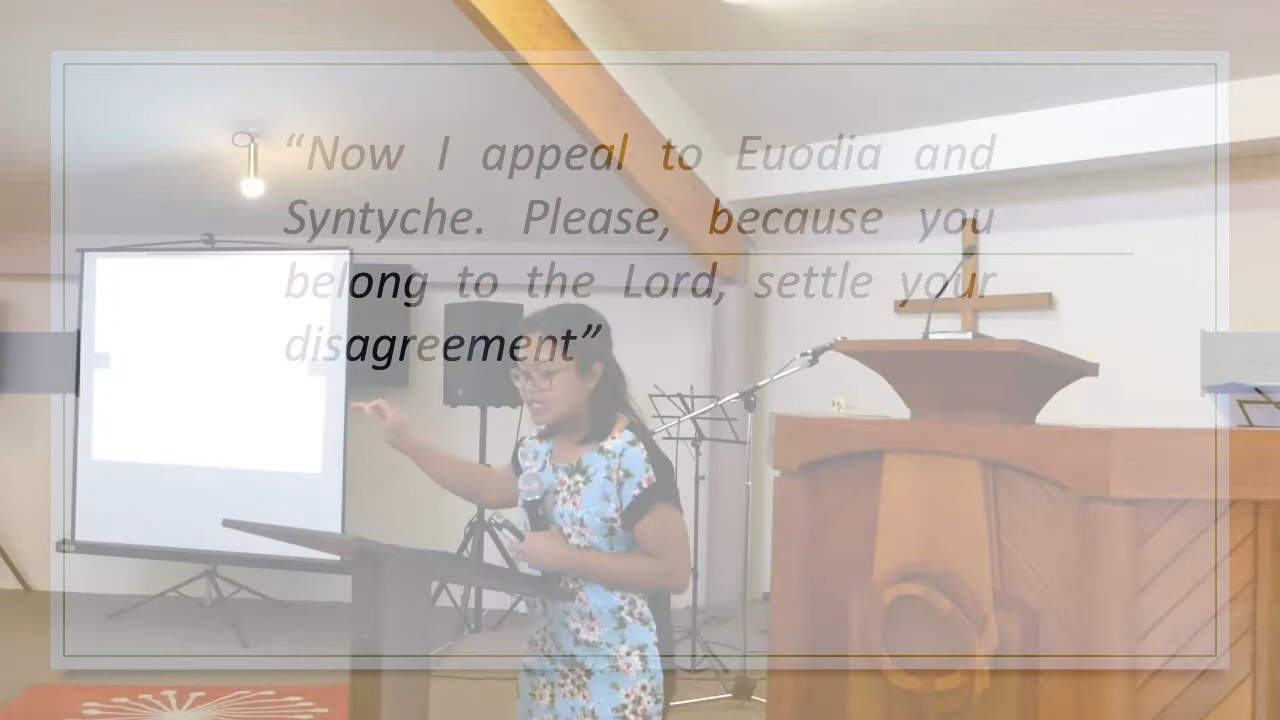 “Now I appeal to Euodia and
Syntyche. Please, because you
belong to the Lord, settle your
disagreement”